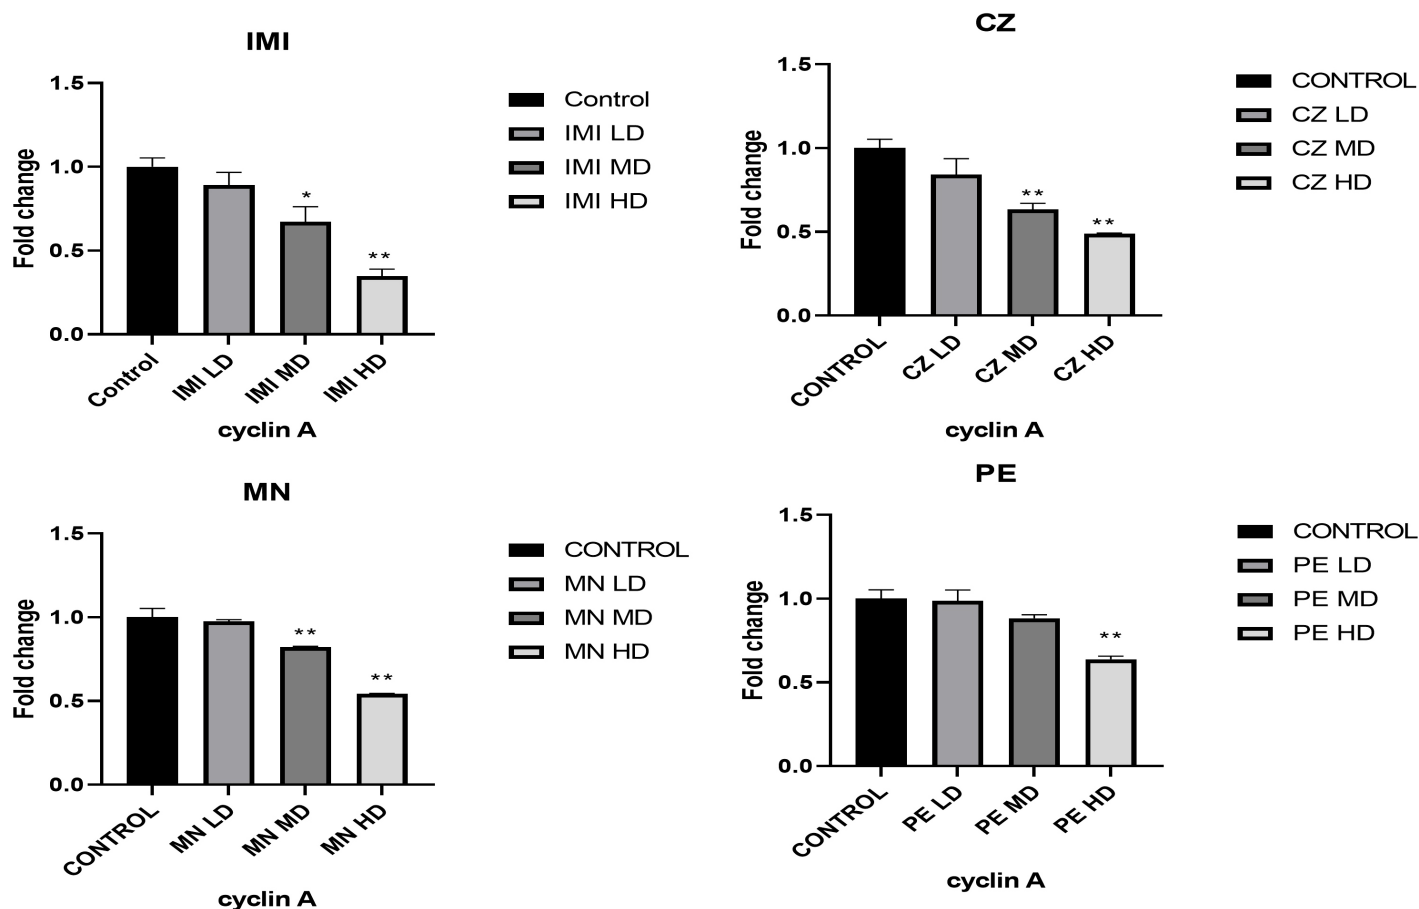 IMI
1.5
1.0
0.5
0.0
Fold change
*
**
Control
IMI LD
IMI MD
IMI HD
cyclin A
Control
IMI LD
IMI MD
IMI HD
CZ
1.5
1.0
0.5
0.0
Fold change
**
**
CONTROL
CZ LD
CZ MD
CZ HD
cyclin A
CONTROL
CZ LD
CZ MD
CZ HD
MN
1.5
1.0
0.5
0.0
Fold change
**
**
CONTROL
MN LD
MN MD
MN HD
cyclin A
CONTROL
MN LD
MN MD
MN HD
PE
1.5
1.0
0.5
0.0
Fold change
**
CONTROL
PE LD
PE MD
PE HD
cyclin A
CONTROL
PE LD
PE MD
PE HD